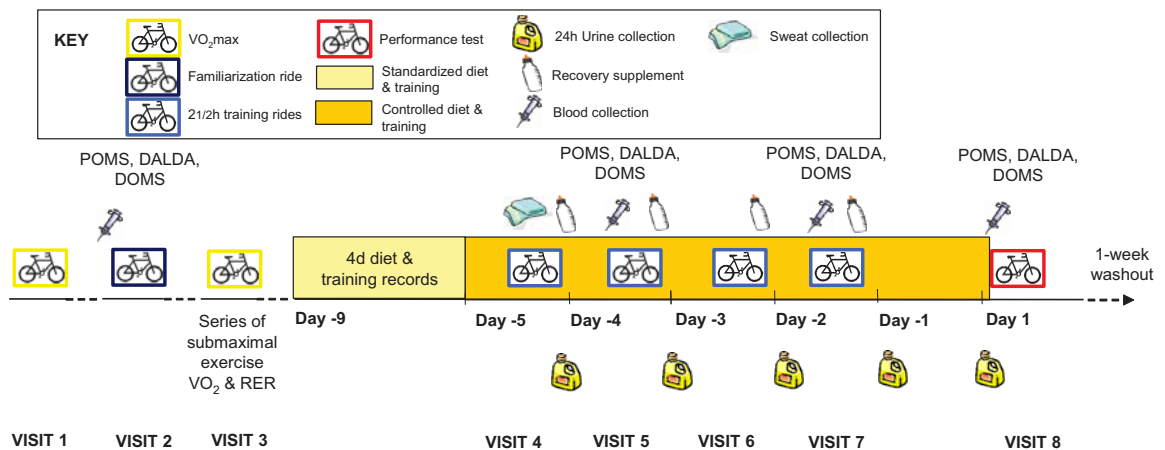 KEY
VO2max
Performance test
24h Urine collection
Sweat collection
Familiarization ride
Standardized diet
& training
Recovery supplement
21/2h training rides
Controlled diet &
training
Blood collection
POMS, DALDA,
DOMS
POMS, DALDA,
DOMS
POMS, DALDA,
DOMS
POMS, DALDA,
DOMS
4d diet &
training records
1-week
washout
Day -9
Day -5
Day -4
Day -3
Day -2
Day -1
Day 1
Series of
submaximal
exercise
VO2 & RER
VISIT 1
VISIT 2
VISIT 3
VISIT 4
VISIT 5
VISIT 6
VISIT 7
VISIT 8